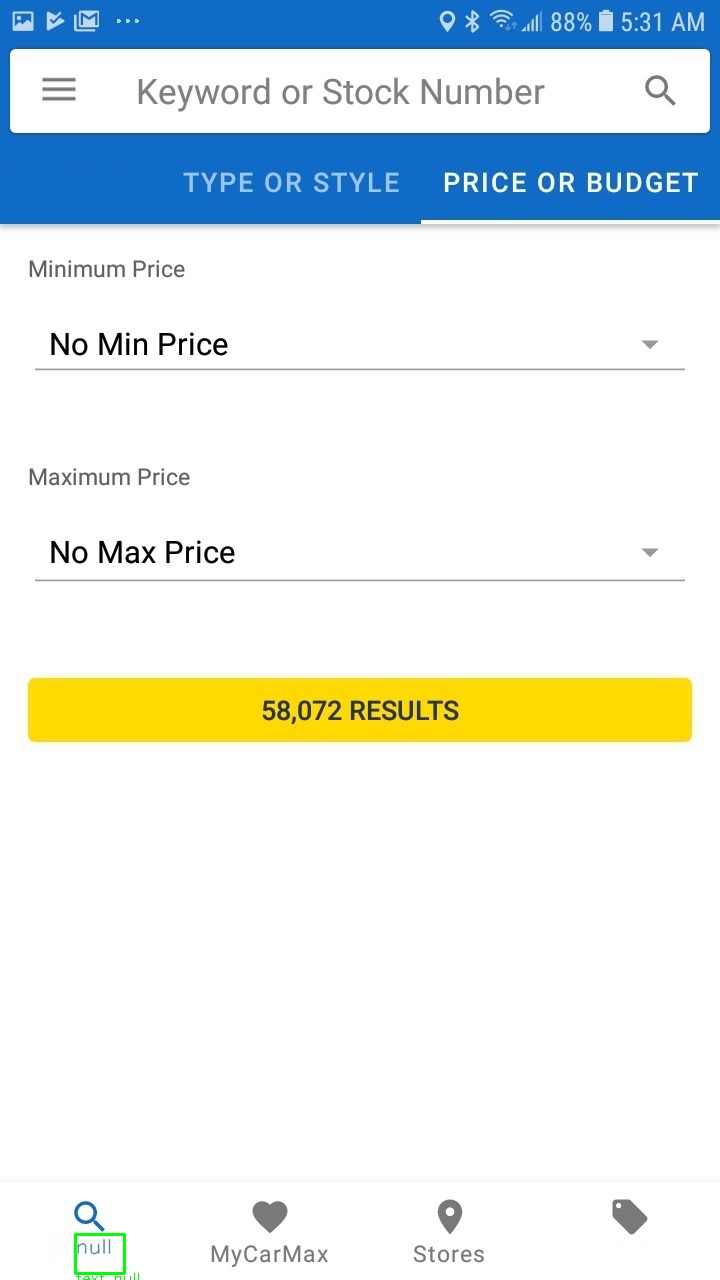 88% 5:31 AM
Keyword or Stock Number
TYPE OR STYLE PRICE OR BUDGET
Minimum Price
No Min Price
Maximum Price
No Max Price
58,072 RESULTS
null MyCarMax Stores
text_null